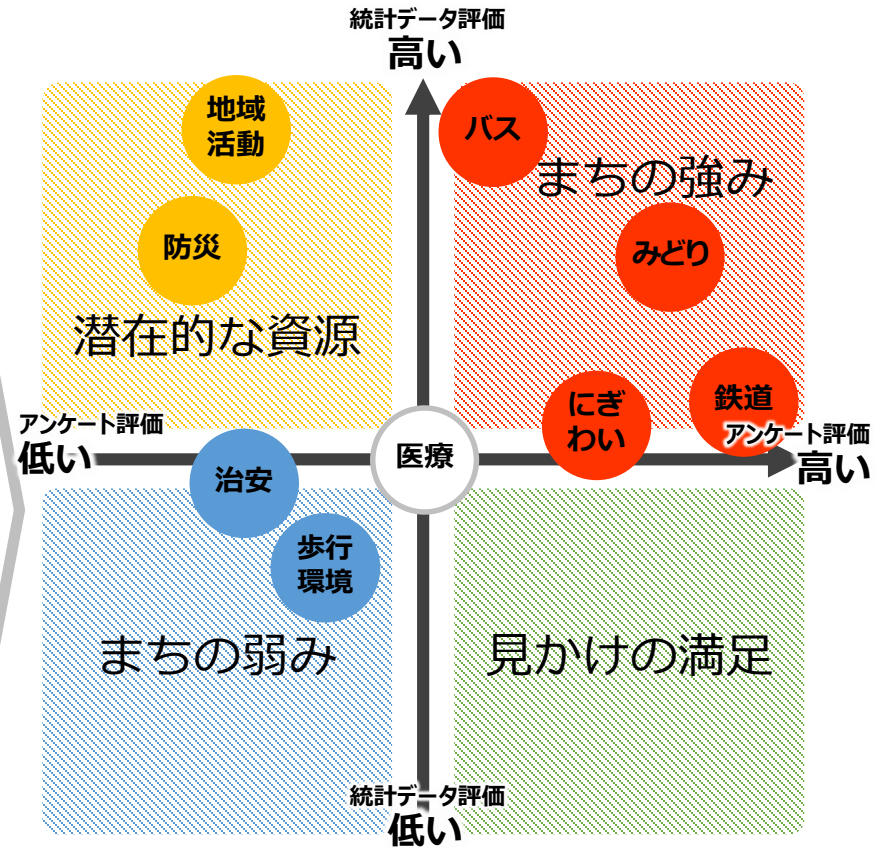 統計データ評価
高い
地域
活動
バス
まちの強み
防災
みどり
潜在的な資源
にぎ
わい
鉄道
アンケート評価
低い
医療
アンケート評価
高い
治安
歩行
環境
まちの弱み
見かけの満足
統計データ評価
低い